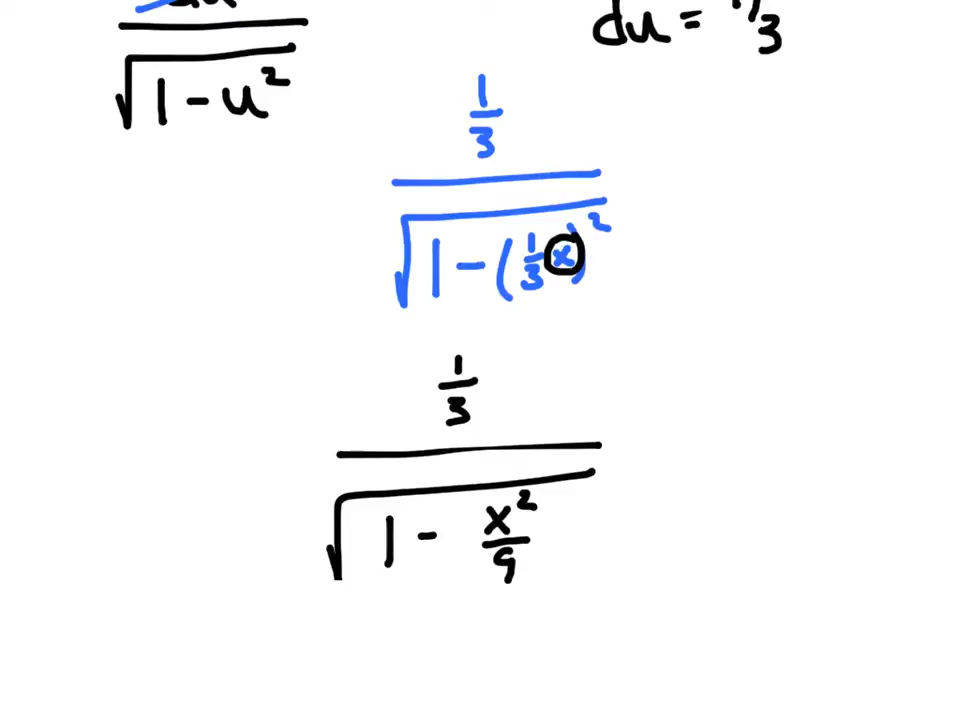 du = 1/3
√(1 - u²)
1/3
√(1 - (1/3 x)²)
1/3
√(1 - x²/9)